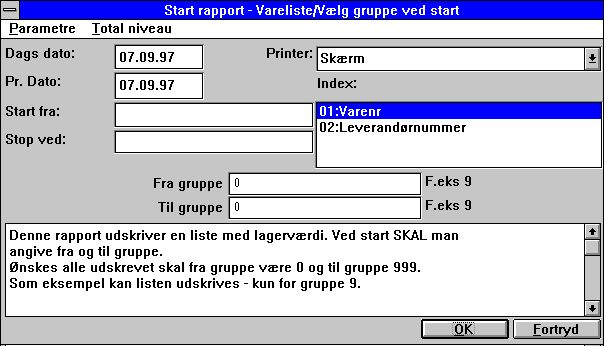 Start rapport - Vareliste/Vælg gruppe ved start
Parametre Total niveau
Dags dato: 07.09.97 Printer: Skærm
Pr. Dato: 07.09.97 Index:
Start fra: 01:Varenr
Stop ved: 02:Leverandørnummer
Fra gruppe 0 F.eks 9
Til gruppe 0 F.eks 9
Denne rapport udskriver en liste med lagerværdi. Ved start SKAL man
angive fra og til gruppe.
Ønskes alle udskrevet skal fra gruppe være 0 og til gruppe 999.
Som eksempel kan listen udskrives - kun for gruppe 9.
OK Fortryd